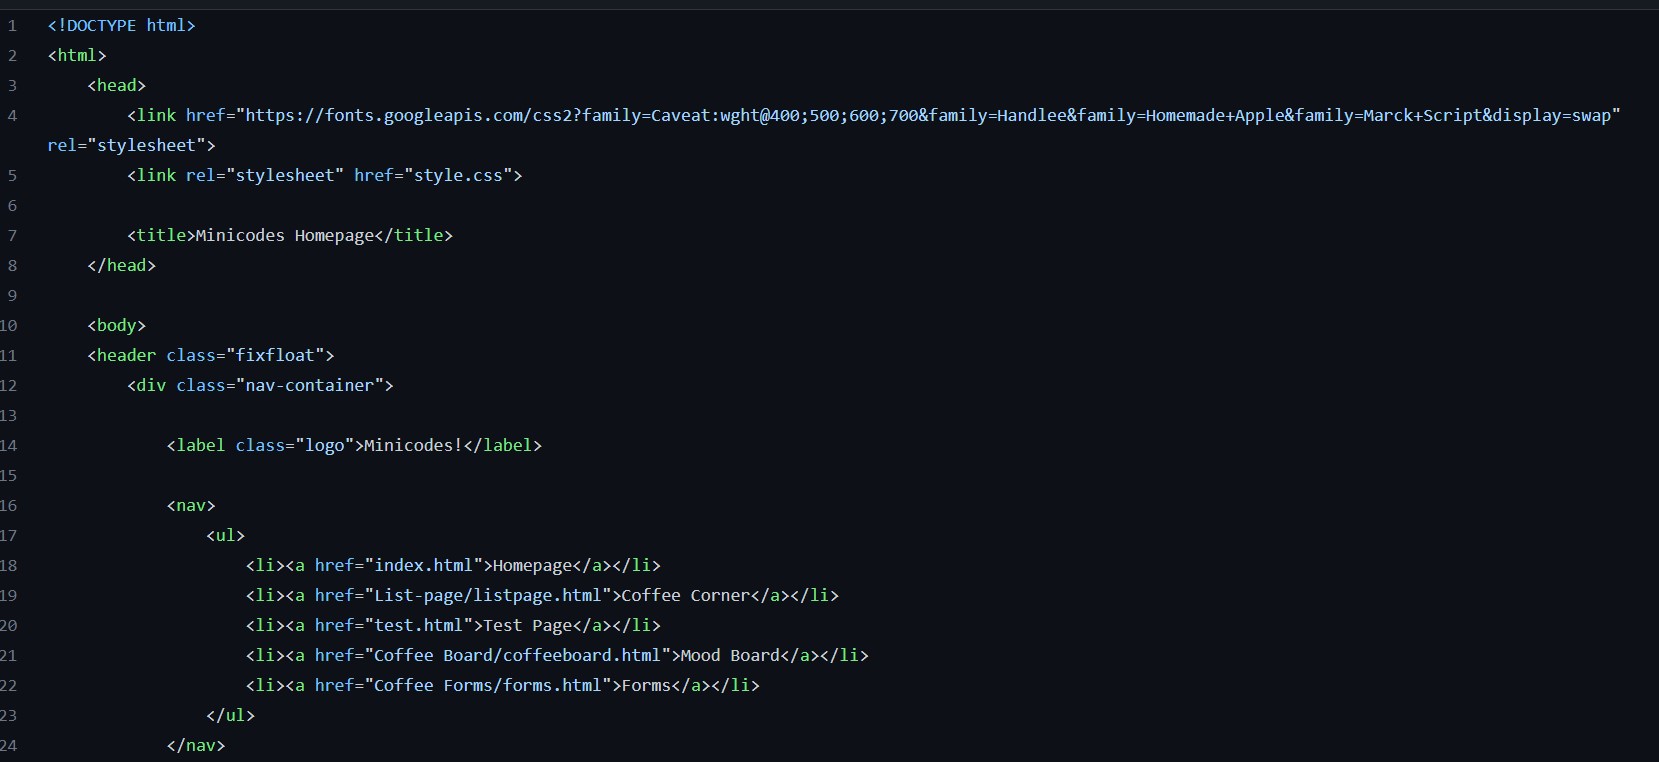 1 <!DOCTYPE html>
2 <html>
3     <head>
4         <link href="https://fonts.googleapis.com/css2?family=Caveat:wght@400;500;600;700&family=Handlee&family=Homemade+Apple&family=Marck+Script&display=swap"
rel="stylesheet">
5         <link rel="stylesheet" href="style.css">
6
7         <title>Minicodes Homepage</title>
8     </head>
9
10     <body>
11     <header class="fixfloat">
12         <div class="nav-container">
13
14             <label class="logo">Minicodes!</label>
15
16             <nav>
17                 <ul>
18                     <li><a href="index.html">Homepage</a></li>
19                     <li><a href="List-page/listpage.html">Coffee Corner</a></li>
20                     <li><a href="test.html">Test Page</a></li>
21                     <li><a href="Coffee Board/coffeeboard.html">Mood Board</a></li>
22                     <li><a href="Coffee Forms/forms.html">Forms</a></li>
23                 </ul>
24             </nav>